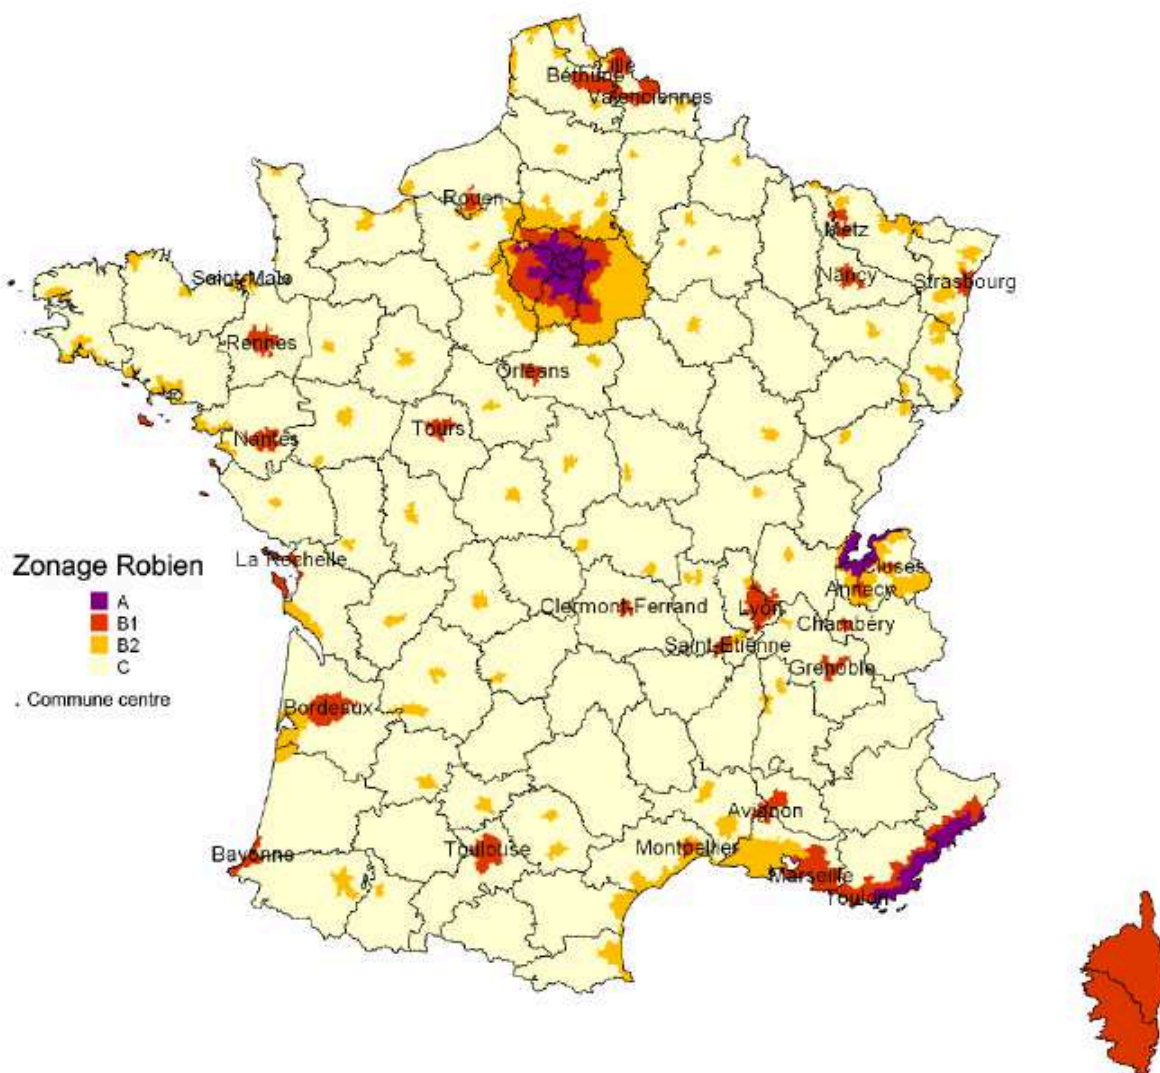 Lille
Béthune
Valenciennes
Rouen
Metz
Nancy
Strasbourg
Saint-Malo
Rennes
Orléans
Nantes
Tours
La Rochelle
Zonage Robien
A
B1
B2
C
. Commune centre
Cluses
Annecy
Clermont-Ferrand
Lyon
Chambéry
Saint-Etienne
Grenoble
Bordeaux
Avignon
Bayonne
Toulouse
Montpellier
Marseille
Toulon